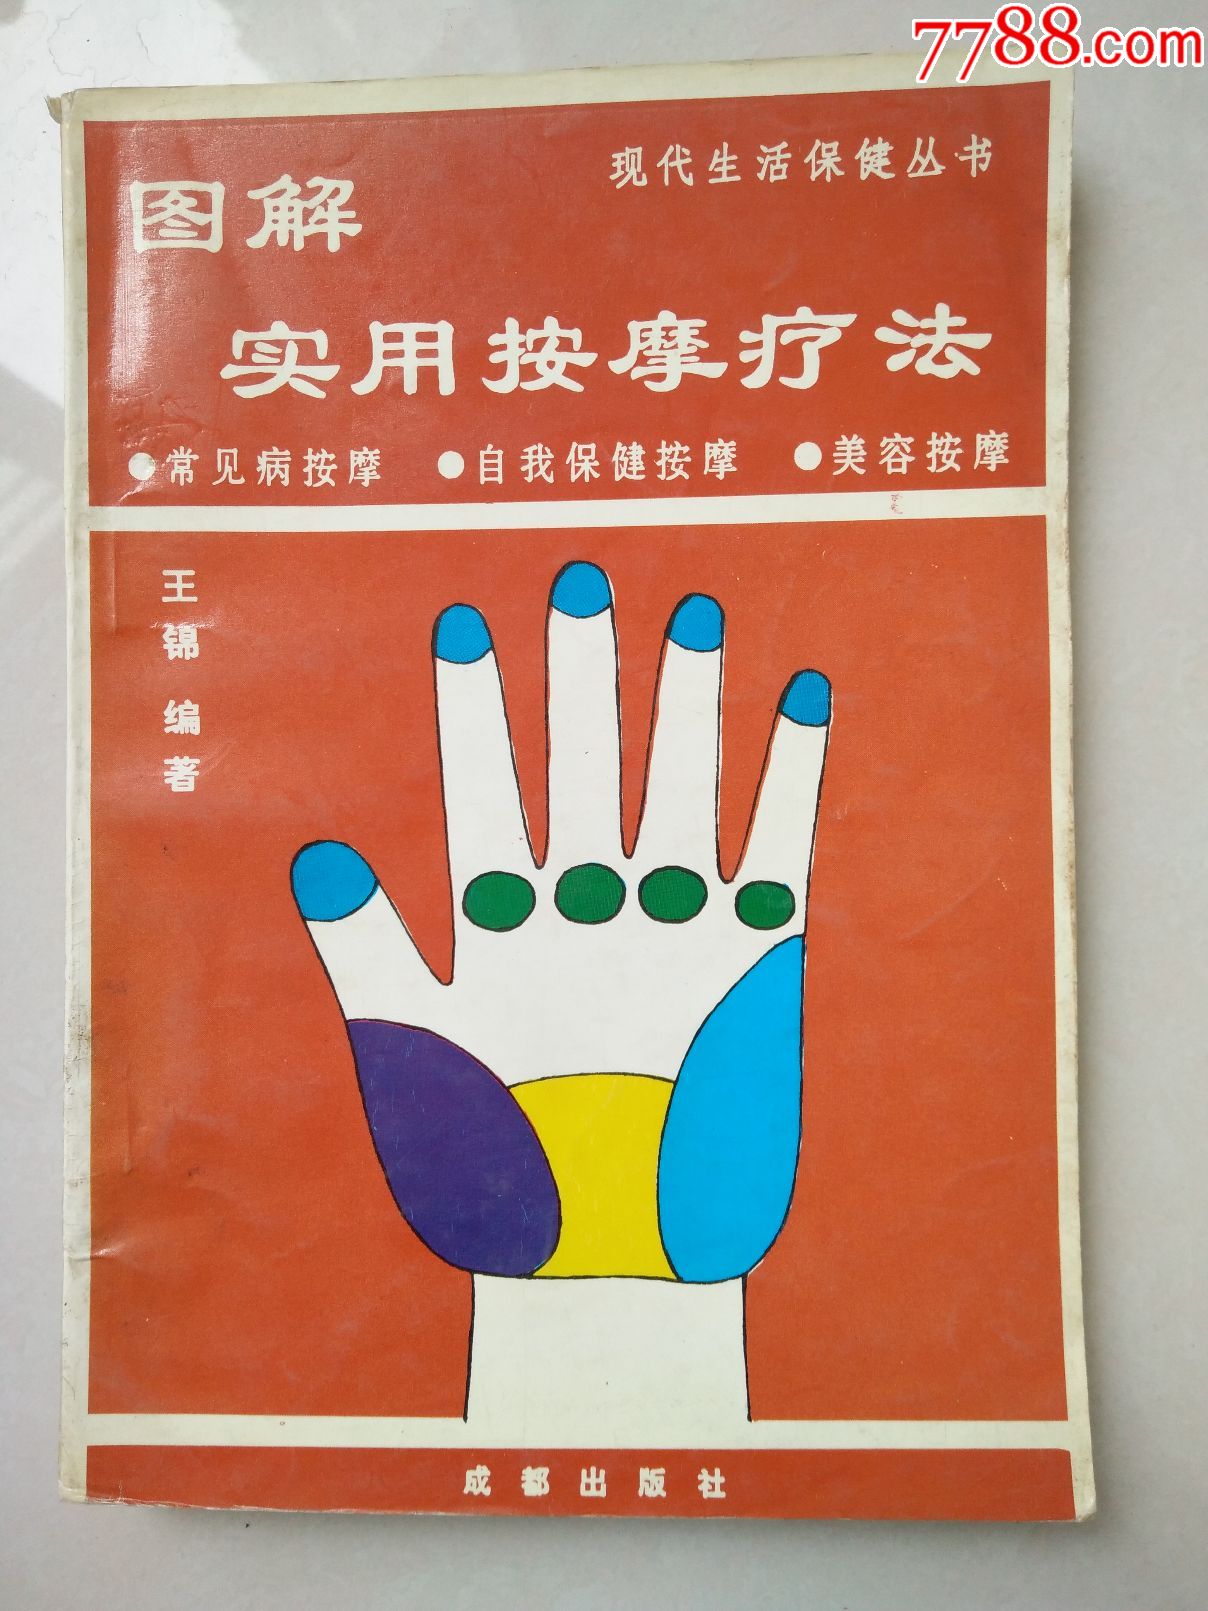 7788.com
现代生活保健丛书
图解
实用按摩疗法
●常见病按摩 ●自我保健按摩 ●美容按摩
王锦 编著
成都出版社